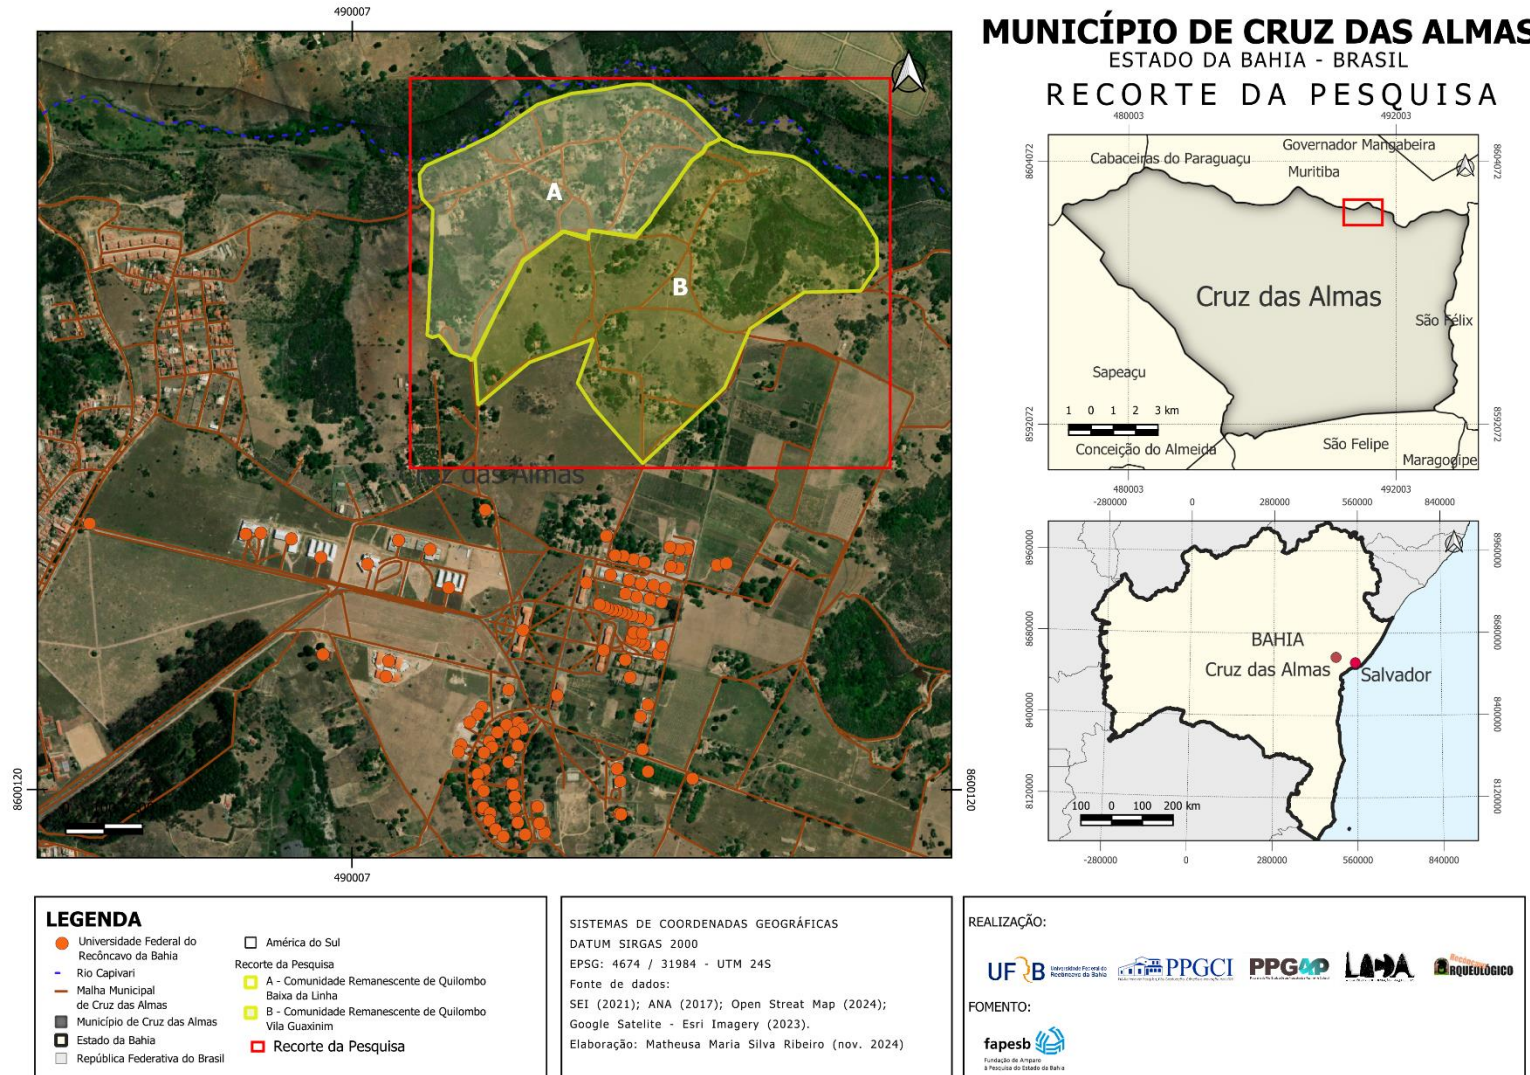 490007
MUNICÍPIO DE CRUZ DAS ALMAS
ESTADO DA BAHIA - BRASIL
RECORTE DA PESQUISA
A
B
Cruz das Almas
8600120
8600120
490007
480003
492003
8604072
8604072
Governador Mangabeira
Cabaceiras do Paraguaçu
Muritiba
Cruz das Almas
São Félix
Sapeaçu
1 0 1 2 3 km
8592072
8592072
São Felipe
Conceição do Almeida
Maragogipe
480003
492003
-280000 0 280000 560000 840000
8960000
8960000
8680000
8680000
BAHIA
Cruz das Almas
Salvador
8400000
8400000
8120000
8120000
100 0 100 200 km
-280000 0 280000 560000 840000
LEGENDA
Universidade Federal do
Recôncavo da Bahia
Rio Capivari
Malha Municipal
de Cruz das Almas
Município de Cruz das Almas
Estado da Bahia
República Federativa do Brasil
América do Sul
Recorte da Pesquisa
A - Comunidade Remanescente de Quilombo
Baixa da Linha
B - Comunidade Remanescente de Quilombo
Vila Guaxinim
Recorte da Pesquisa
SISTEMAS DE COORDENADAS GEOGRÁFICAS
DATUM SIRGAS 2000
EPSG: 4674 / 31984 - UTM 24S
Fonte de dados:
SEI (2021); ANA (2017); Open Streat Map (2024);
Google Satelite - Esri Imagery (2023).
Elaboração: Matheusa Maria Silva Ribeiro (nov. 2024)
REALIZAÇÃO:
UFRB
Universidade Federal do
Recôncavo da Bahia
PPGCI
PPGAP
LADA
RECÔNCAVO
ARQUEOLÓGICO
FOMENTO:
fapesb
Fundação de Amparo
à Pesquisa do Estado da Bahia